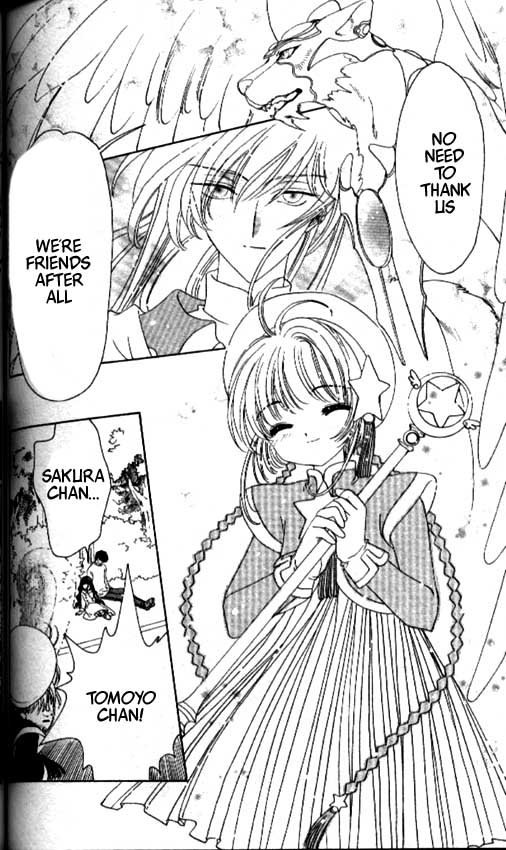 NO
NEED
TO
THANK
US
WE'RE
FRIENDS
AFTER
ALL
SAKURA
CHAN...
TOMOYO
CHAN!